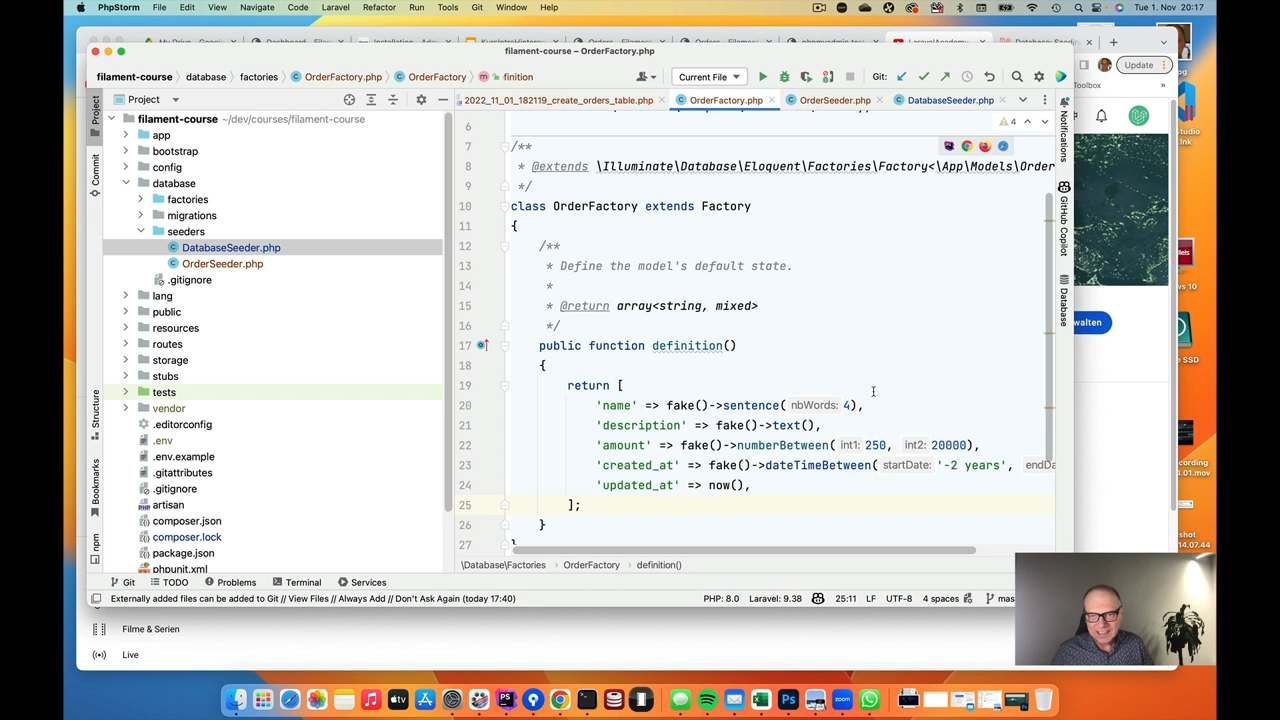 PhpStorm File Edit View Navigate Code Laravel Refactor Run Tools Git Window Help Tue 1. Nov 20:17
filament-course – OrderFactory.php
Update
filament-course database factories OrderFactory.php OrderFactory finition Current File Git:
Toolbox
Project 2022_11_01_182119_create_orders_table.php OrderFactory.php OrderSeeder.php DatabaseSeeder.php
Project
Commit
Structure
Bookmarks
npm
filament-course ~/dev/courses/filament-course
app
bootstrap
config
database
factories
migrations
seeders
DatabaseSeeder.php
OrderSeeder.php
.gitignore
lang
public
resources
routes
storage
stubs
tests
vendor
.editorconfig
.env
.env.example
.gitattributes
.gitignore
artisan
composer.json
composer.lock
package.json
phpunit.xml
4
6
7 /**
8 * @extends \Illuminate\Database\Eloquent\Factories\Factory<\App\Models\Order
9 */
10 class OrderFactory extends Factory
11 {
12 /**
13 * Define the model's default state.
14 *
15 * @return array<string, mixed>
16 */
17 public function definition()
18 {
19 return [
20 'name' => fake()->sentence( nbWords: 4),
21 'description' => fake()->text(),
22 'amount' => fake()->numberBetween( int1: 250, int2: 20000),
23 'created_at' => fake()->dateTimeBetween( startDate: '-2 years', endDa
24 'updated_at' => now(),
25 ];
26 }
27 }
Notifications
GitHub Copilot
Database
\Database\Factories OrderFactory definition()
Git TODO Problems Terminal Services
Externally added files can be added to Git // View Files // Always Add // Don't Ask Again (today 17:40) PHP: 8.0 Laravel: 9.38 25:11 LF UTF-8 4 spaces mas
walten
Filme & Serien
Live